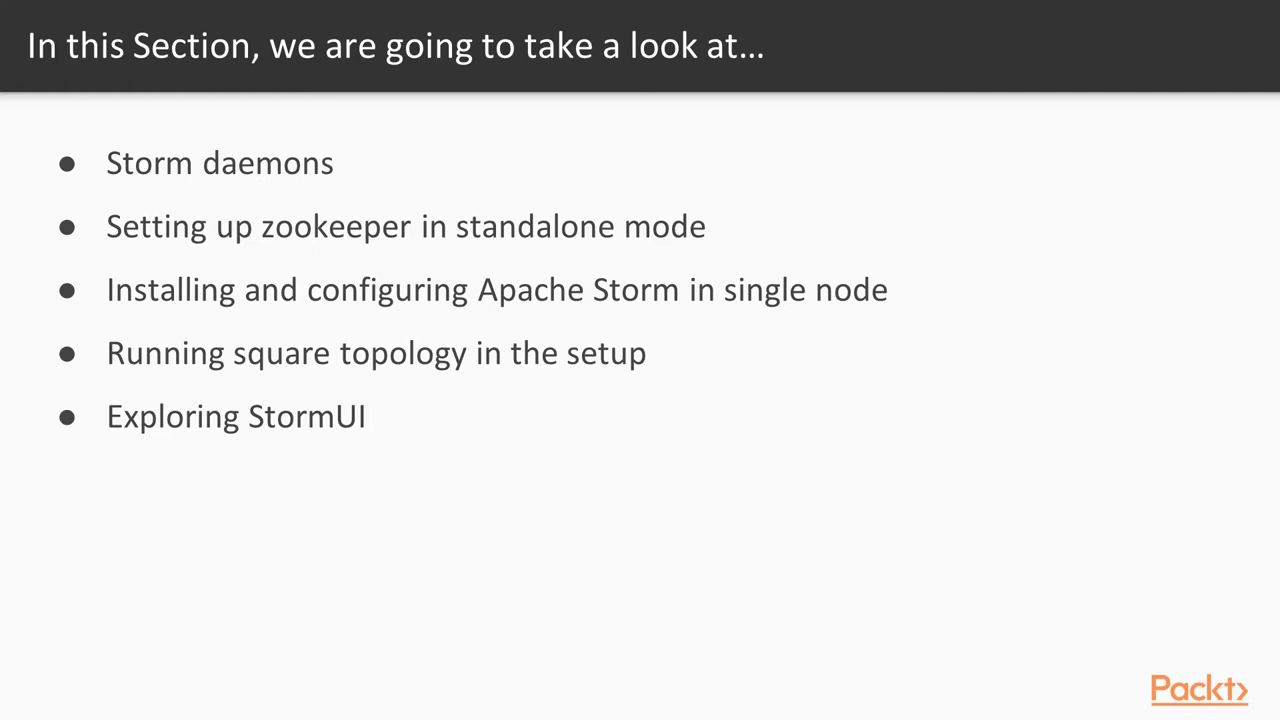 In this Section, we are going to take a look at...
● Storm daemons
● Setting up zookeeper in standalone mode
● Installing and configuring Apache Storm in single node
● Running square topology in the setup
● Exploring StormUI
Packt>